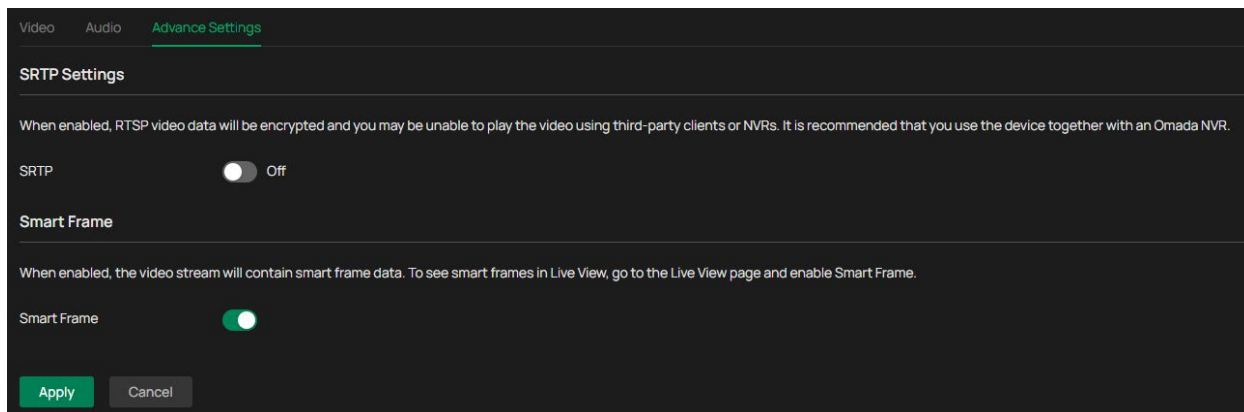 Video Audio Advance Settings
SRTP Settings
When enabled, RTSP video data will be encrypted and you may be unable to play the video using third-party clients or NVRs. It is recommended that you use the device together with an Omada NVR.
SRTP Off
Smart Frame
When enabled, the video stream will contain smart frame data. To see smart frames in Live View, go to the Live View page and enable Smart Frame.
Smart Frame
Apply Cancel